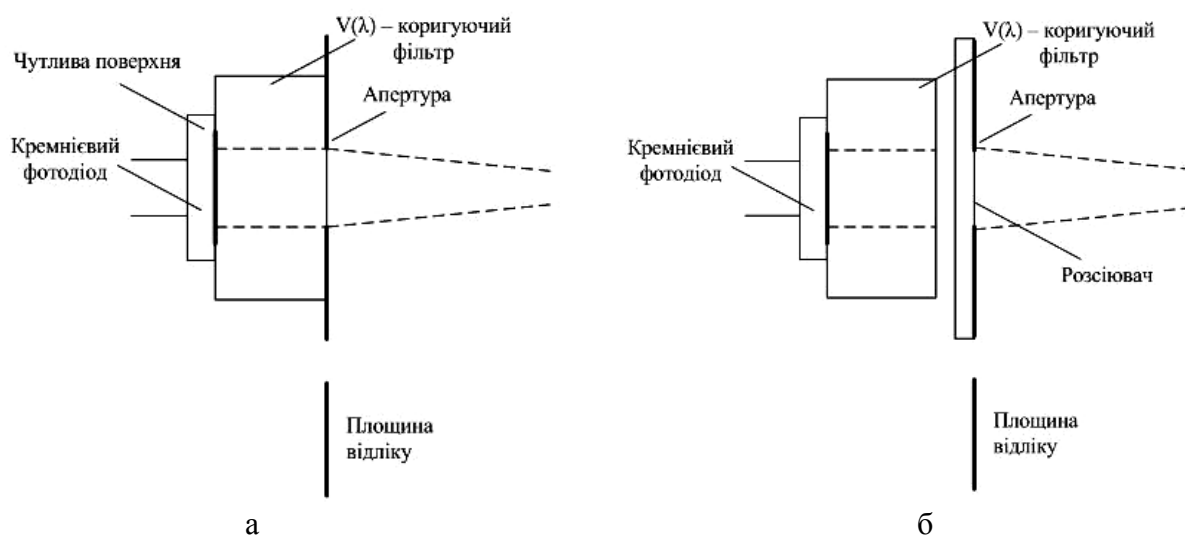 V(λ) – коригуючий
фільтр
Чутлива поверхня
Апертура
Кремнієвий
фотодіод
Площина
відліку
а
V(λ) – коригуючий
фільтр
Апертура
Кремнієвий
фотодіод
Розсіювач
Площина
відліку
б